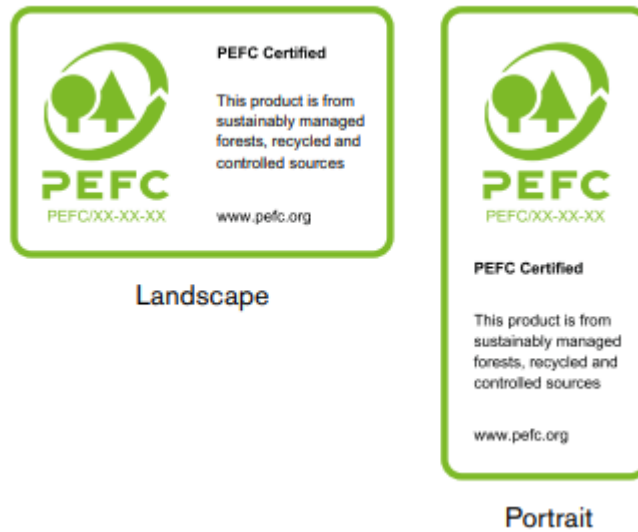 PEFC
PEFC/XX-XX-XX
PEFC Certified
This product is from
sustainably managed
forests, recycled and
controlled sources
www.pefc.org
Landscape
PEFC
PEFC/XX-XX-XX
PEFC Certified
This product is from
sustainably managed
forests, recycled and
controlled sources
www.pefc.org
Portrait